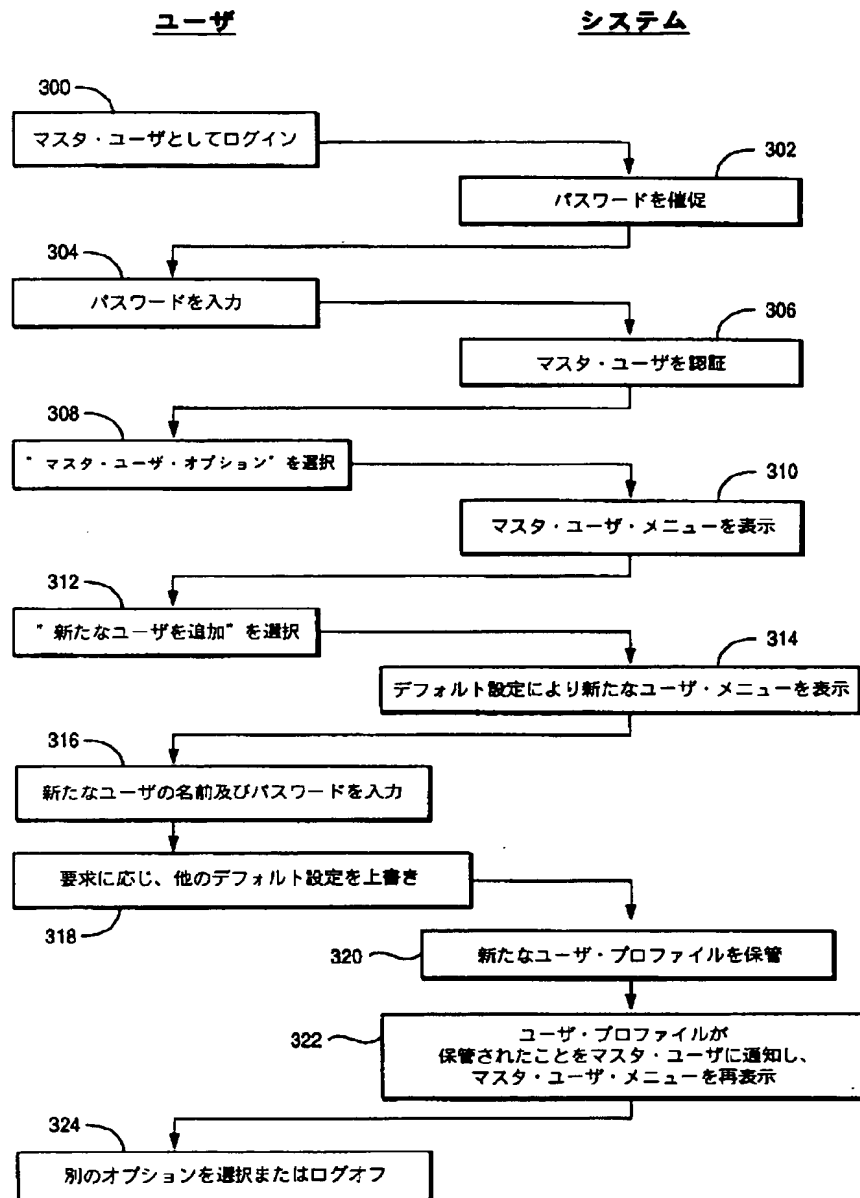 ユーザ
システム
300
マスタ・ユーザとしてログイン
302
パスワードを催促
304
パスワードを入力
306
マスタ・ユーザを認証
308
"マスタ・ユーザ・オプション"を選択
310
マスタ・ユーザ・メニューを表示
312
"新たなユーザを追加"を選択
314
デフォルト設定により新たなユーザ・メニューを表示
316
新たなユーザの名前及びパスワードを入力
要求に応じ、他のデフォルト設定を上書き
318
320
新たなユーザ・プロファイルを保管
322
ユーザ・プロファイルが
保管されたことをマスタ・ユーザに通知し、
マスタ・ユーザ・メニューを再表示
324
別のオプションを選択またはログオフ